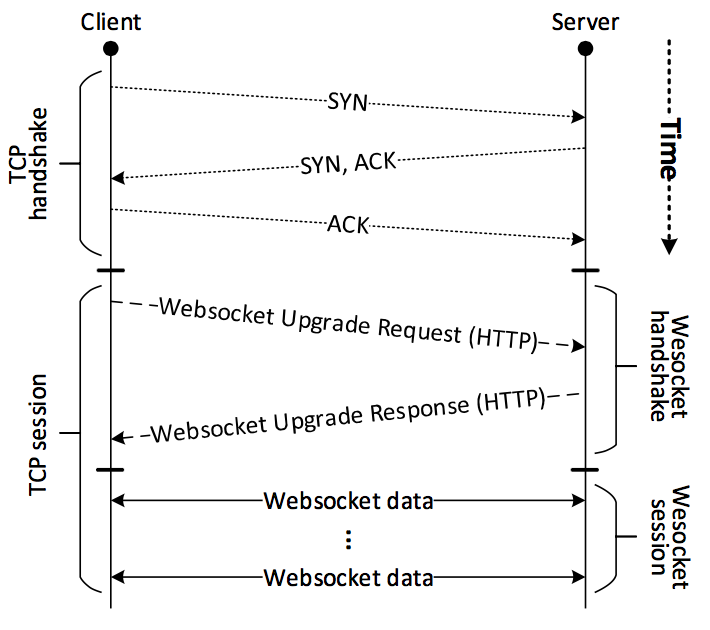 Client
Server
SYN
SYN, ACK
ACK
TCP
handshake
Time
Websocket Upgrade Request (HTTP)
Websocket Upgrade Response (HTTP)
Wesocket
handshake
TCP session
Websocket data
⋮
Websocket data
Wesocket
session